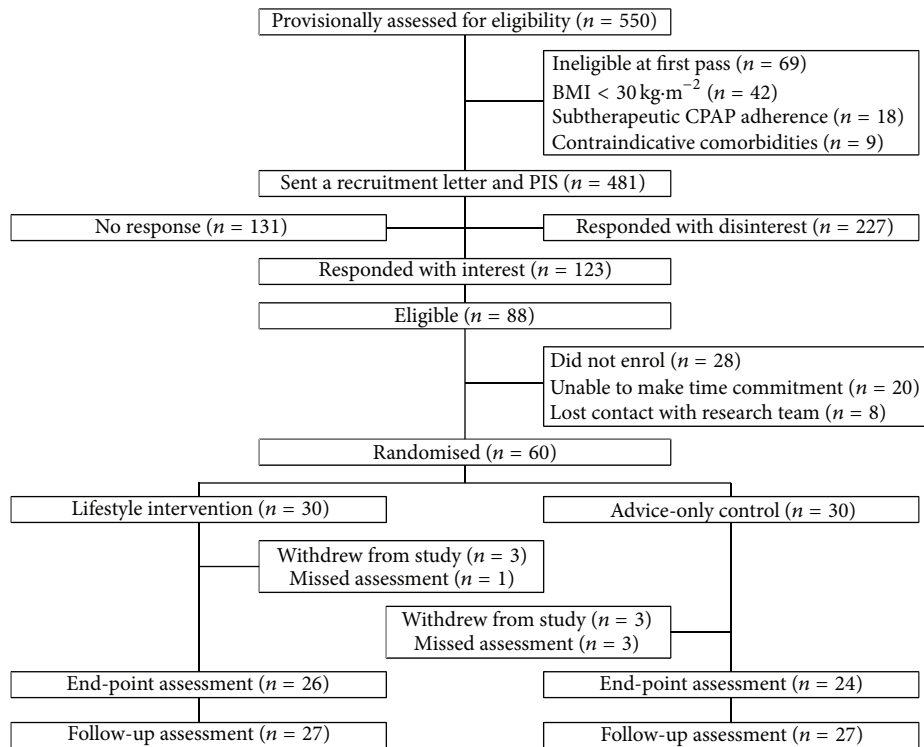 Provisionally assessed for eligibility (n = 550)
Ineligible at first pass (n = 69)
BMI < 30 kg·m⁻² (n = 42)
Subtherapeutic CPAP adherence (n = 18)
Contraindicative comorbidities (n = 9)
Sent a recruitment letter and PIS (n = 481)
No response (n = 131)
Responded with disinterest (n = 227)
Responded with interest (n = 123)
Eligible (n = 88)
Did not enrol (n = 28)
Unable to make time commitment (n = 20)
Lost contact with research team (n = 8)
Randomised (n = 60)
Lifestyle intervention (n = 30)
Advice-only control (n = 30)
Withdrew from study (n = 3)
Missed assessment (n = 1)
Withdrew from study (n = 3)
Missed assessment (n = 3)
End-point assessment (n = 26)
End-point assessment (n = 24)
Follow-up assessment (n = 27)
Follow-up assessment (n = 27)